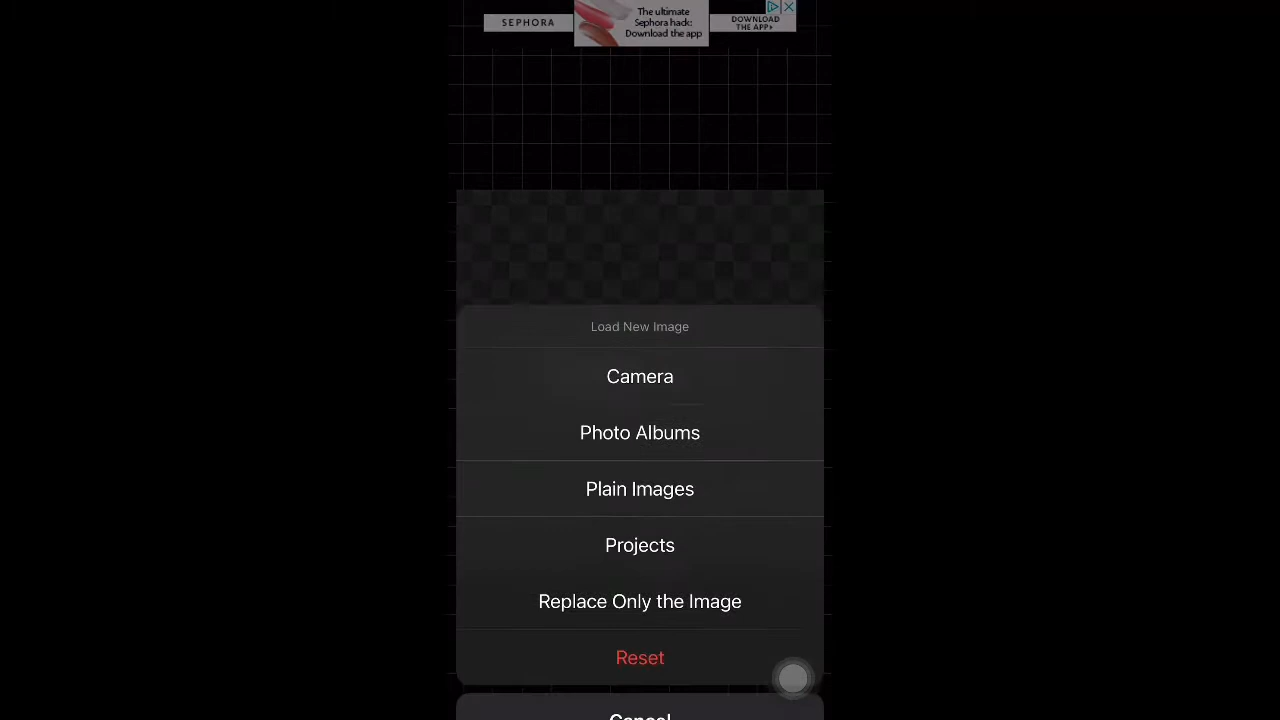 SEPHORA
The ultimate
Sephora hack:
Download the app
DOWNLOAD
THE APP>
Load New Image
Camera
Photo Albums
Plain Images
Projects
Replace Only the Image
Reset
Cancel